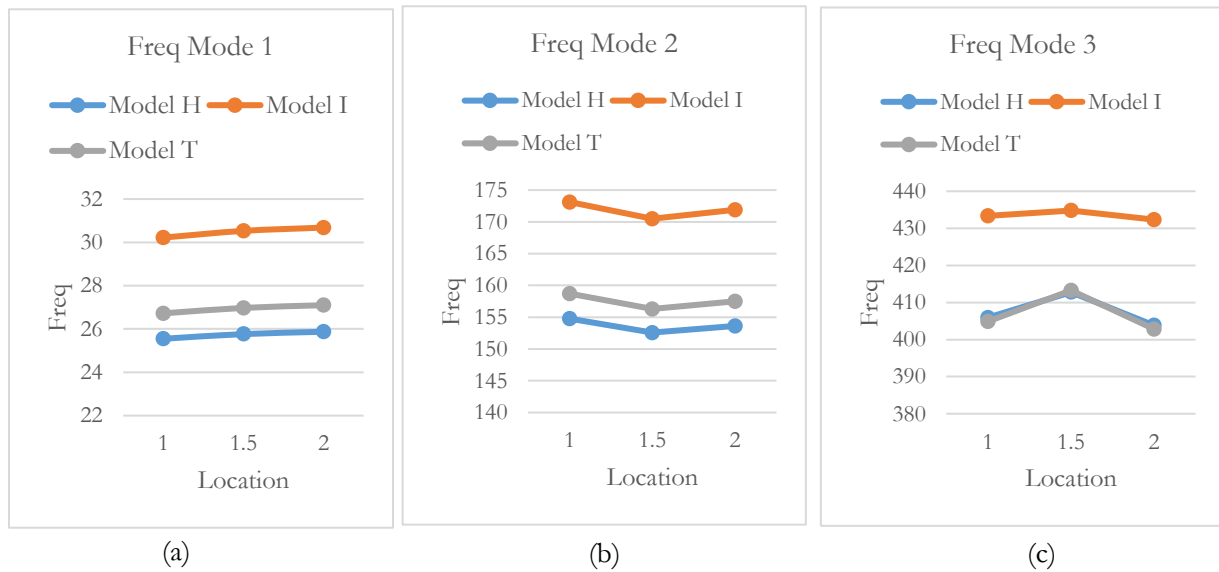 Freq Mode 1
Model H Model I
Model T
Freq
32
30
28
26
24
22
1 1.5 2
Location
(a)
Freq Mode 2
Model H Model I
Model T
Freq
175
170
165
160
155
150
145
140
1 1.5 2
Location
(b)
Freq Mode 3
Model H Model I
Model T
Freq
440
430
420
410
400
390
380
1 1.5 2
Location
(c)